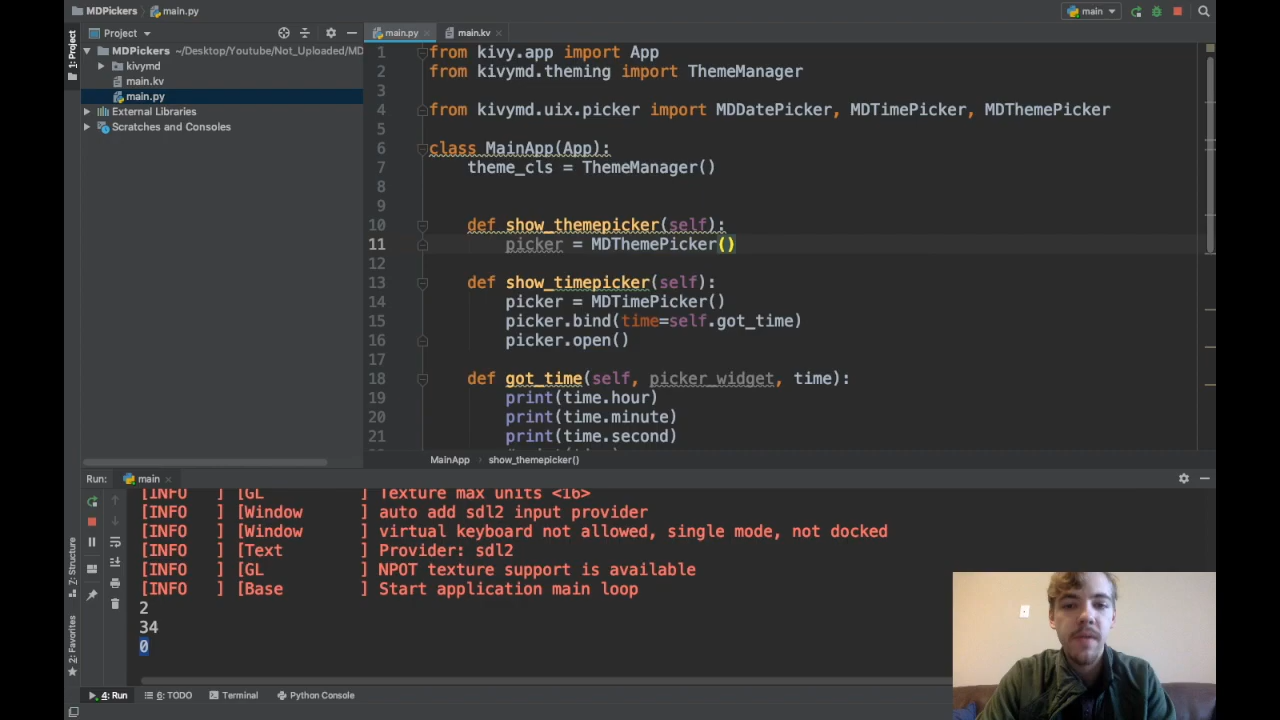 MDPickers
main.py
main
Project
main.py
main.kv
1: Project
MDPickers ~/Desktop/Youtube/Not_Uploaded/MD
kivymd
main.kv
main.py
External Libraries
Scratches and Consoles
1 from kivy.app import App
2 from kivymd.theming import ThemeManager
3
4 from kivymd.uix.picker import MDDatePicker, MDTimePicker, MDThemePicker
5
6 class MainApp(App):
7 theme_cls = ThemeManager()
8
9
10 def show_themepicker(self):
11 picker = MDThemePicker()
12
13 def show_timepicker(self):
14 picker = MDTimePicker()
15 picker.bind(time=self.got_time)
16 picker.open()
17
18 def got_time(self, picker_widget, time):
19 print(time.hour)
20 print(time.minute)
21 print(time.second)
MainApp › show_themepicker()
Run: main
[INFO ] [GL ] Texture max units <16>
[INFO ] [Window ] auto add sdl2 input provider
[INFO ] [Window ] virtual keyboard not allowed, single mode, not docked
[INFO ] [Text ] Provider: sdl2
[INFO ] [GL ] NPOT texture support is available
[INFO ] [Base ] Start application main loop
2
34
0
7: Structure
2: Favorites
4: Run
6: TODO
Terminal
Python Console